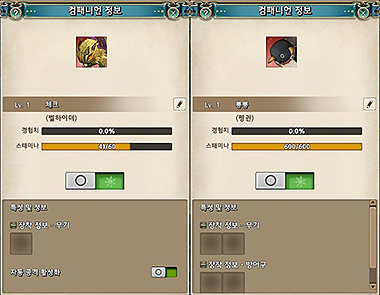 컴패니언 정보
Lv. 1 체크
(벨하이더)
경험치 0.0%
스테미나 41/60
특성 및 정보
장착 정보 - 무기
자동 공격 활성화
컴패니언 정보
Lv. 1 퐁퐁
(펭귄)
경험치 0.0%
스테미나 600/600
특성 및 정보
장착 정보 - 무기
장착 정보 - 방어구